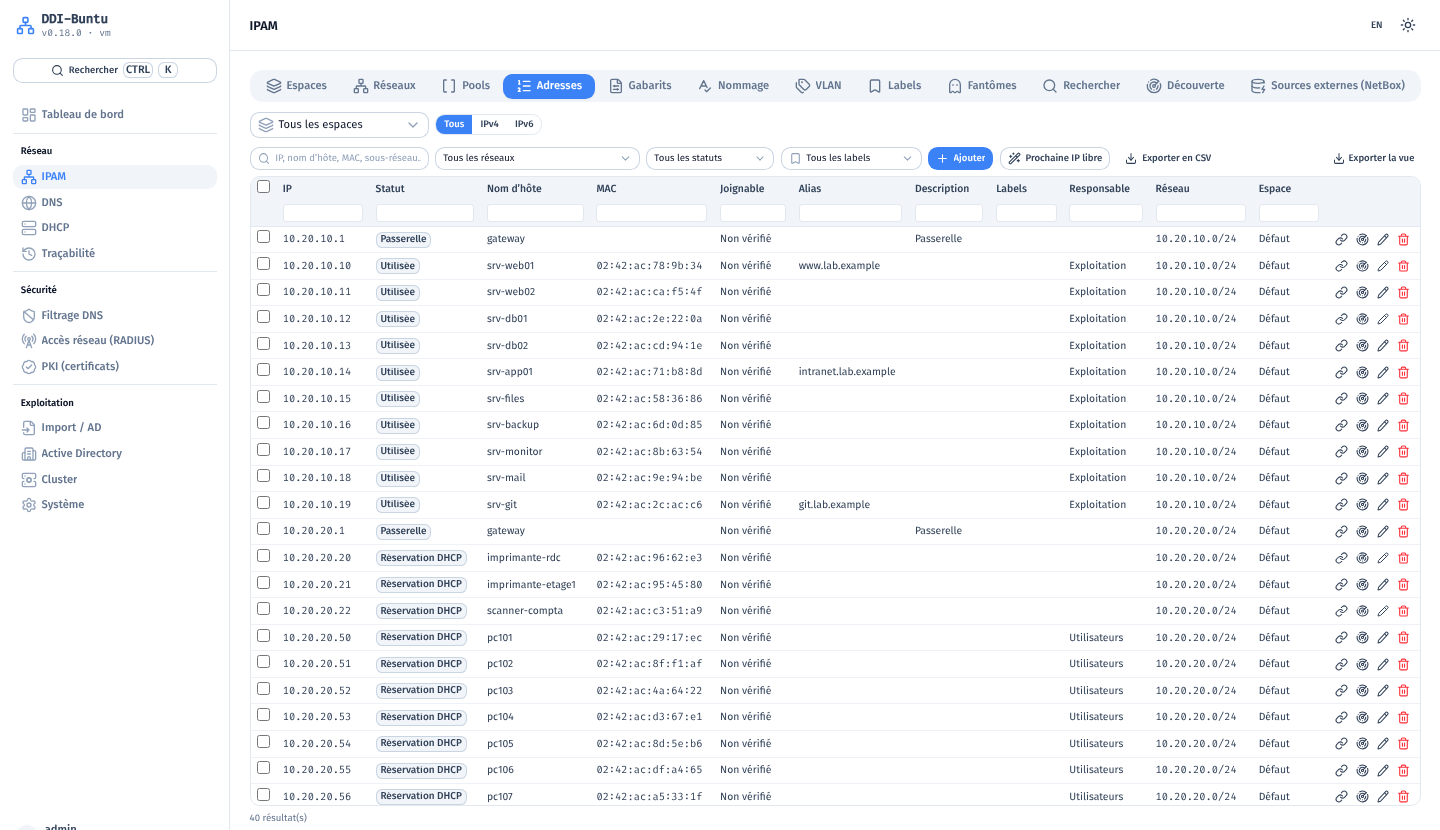 DDI-Buntu
v0.18.0 · vm
Rechercher CTRL K
Tableau de bord
Réseau
IPAM
DNS
DHCP
Traçabilité
Sécurité
Filtrage DNS
Accès réseau (RADIUS)
PKI (certificats)
Exploitation
Import / AD
Active Directory
Cluster
Système
admin
IPAM
EN
Espaces Réseaux Pools Adresses Gabarits Nommage VLAN Labels Fantômes Rechercher Découverte Sources externes (NetBox)
Tous les espaces Tous IPv4 IPv6
IP, nom d'hôte, MAC, sous-réseau… Tous les réseaux Tous les statuts Tous les labels Ajouter Prochaine IP libre Exporter en CSV Exporter la vue
IP Statut Nom d'hôte MAC Joignable Alias Description Labels Responsable Réseau Espace
10.20.10.1 Passerelle gateway Non vérifié Passerelle 10.20.10.0/24 Défaut
10.20.10.10 Utilisée srv-web01 02:42:ac:78:9b:34 Non vérifié www.lab.example Exploitation 10.20.10.0/24 Défaut
10.20.10.11 Utilisée srv-web02 02:42:ac:ca:f5:4f Non vérifié Exploitation 10.20.10.0/24 Défaut
10.20.10.12 Utilisée srv-db01 02:42:ac:2e:22:0a Non vérifié Exploitation 10.20.10.0/24 Défaut
10.20.10.13 Utilisée srv-db02 02:42:ac:cd:94:1e Non vérifié Exploitation 10.20.10.0/24 Défaut
10.20.10.14 Utilisée srv-app01 02:42:ac:71:b8:8d Non vérifié intranet.lab.example Exploitation 10.20.10.0/24 Défaut
10.20.10.15 Utilisée srv-files 02:42:ac:58:36:86 Non vérifié Exploitation 10.20.10.0/24 Défaut
10.20.10.16 Utilisée srv-backup 02:42:ac:6d:0d:85 Non vérifié Exploitation 10.20.10.0/24 Défaut
10.20.10.17 Utilisée srv-monitor 02:42:ac:8b:63:54 Non vérifié Exploitation 10.20.10.0/24 Défaut
10.20.10.18 Utilisée srv-mail 02:42:ac:9e:94:be Non vérifié Exploitation 10.20.10.0/24 Défaut
10.20.10.19 Utilisée srv-git 02:42:ac:2c:ac:c6 Non vérifié git.lab.example Exploitation 10.20.10.0/24 Défaut
10.20.20.1 Passerelle gateway Non vérifié Passerelle 10.20.20.0/24 Défaut
10.20.20.20 Réservation DHCP imprimante-rdc 02:42:ac:96:62:e3 Non vérifié 10.20.20.0/24 Défaut
10.20.20.21 Réservation DHCP imprimante-etage1 02:42:ac:95:45:80 Non vérifié 10.20.20.0/24 Défaut
10.20.20.22 Réservation DHCP scanner-compta 02:42:ac:c3:51:a9 Non vérifié 10.20.20.0/24 Défaut
10.20.20.50 Réservation DHCP pc101 02:42:ac:29:17:ec Non vérifié Utilisateurs 10.20.20.0/24 Défaut
10.20.20.51 Réservation DHCP pc102 02:42:ac:8f:f1:af Non vérifié Utilisateurs 10.20.20.0/24 Défaut
10.20.20.52 Réservation DHCP pc103 02:42:ac:4a:64:22 Non vérifié Utilisateurs 10.20.20.0/24 Défaut
10.20.20.53 Réservation DHCP pc104 02:42:ac:d3:67:e1 Non vérifié Utilisateurs 10.20.20.0/24 Défaut
10.20.20.54 Réservation DHCP pc105 02:42:ac:8d:5e:b6 Non vérifié Utilisateurs 10.20.20.0/24 Défaut
10.20.20.55 Réservation DHCP pc106 02:42:ac:df:a4:65 Non vérifié Utilisateurs 10.20.20.0/24 Défaut
10.20.20.56 Réservation DHCP pc107 02:42:ac:a5:33:1f Non vérifié Utilisateurs 10.20.20.0/24 Défaut
40 résultat(s)